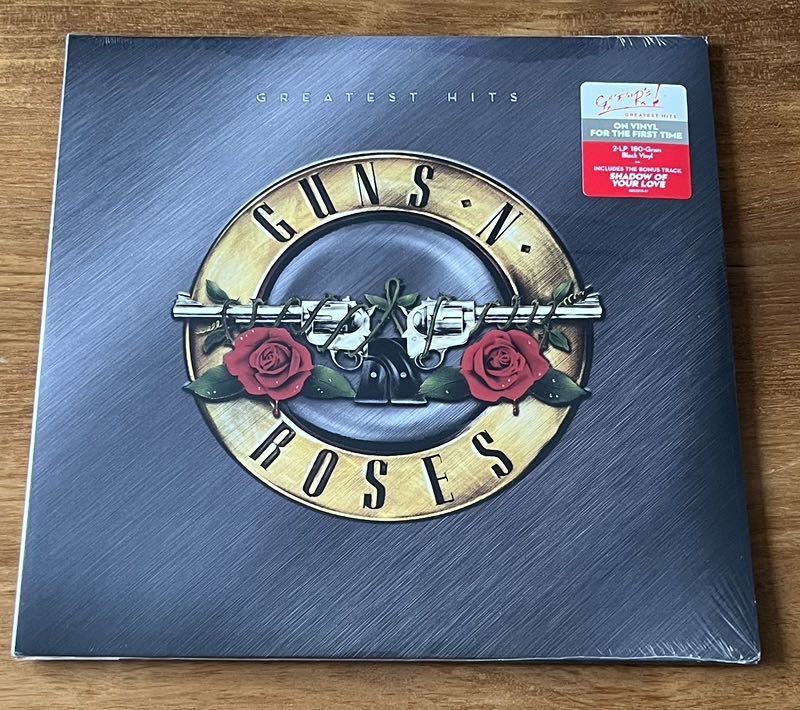 GREATEST HITS
GUNS·N·
ROSES
GREATEST HITS
ON VINYL
FOR THE FIRST TIME
2-LP 180-Gram
Black Vinyl
INCLUDES THE BONUS TRACK
SHADOW OF
YOUR LOVE